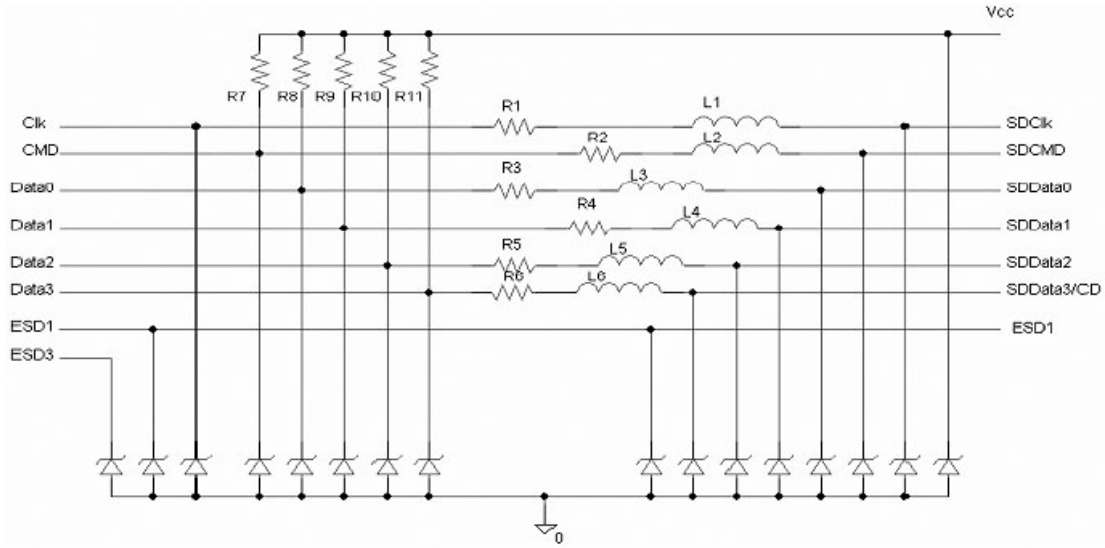 Vcc
R7 R8 R9 R10 R11
Clk R1 L1 SDClk
CMD R2 L2 SDCMD
Data0 R3 L3 SDData0
Data1 R4 L4 SDData1
Data2 R5 L5 SDData2
Data3 R6 L6 SDData3/CD
ESD1 ESD1
ESD3
0